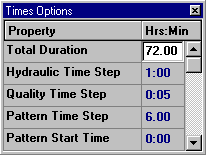 Times Options
Property Hrs:Min
Total Duration 72.00
Hydraulic Time Step 1:00
Quality Time Step 0:05
Pattern Time Step 6.00
Pattern Start Time 0:00